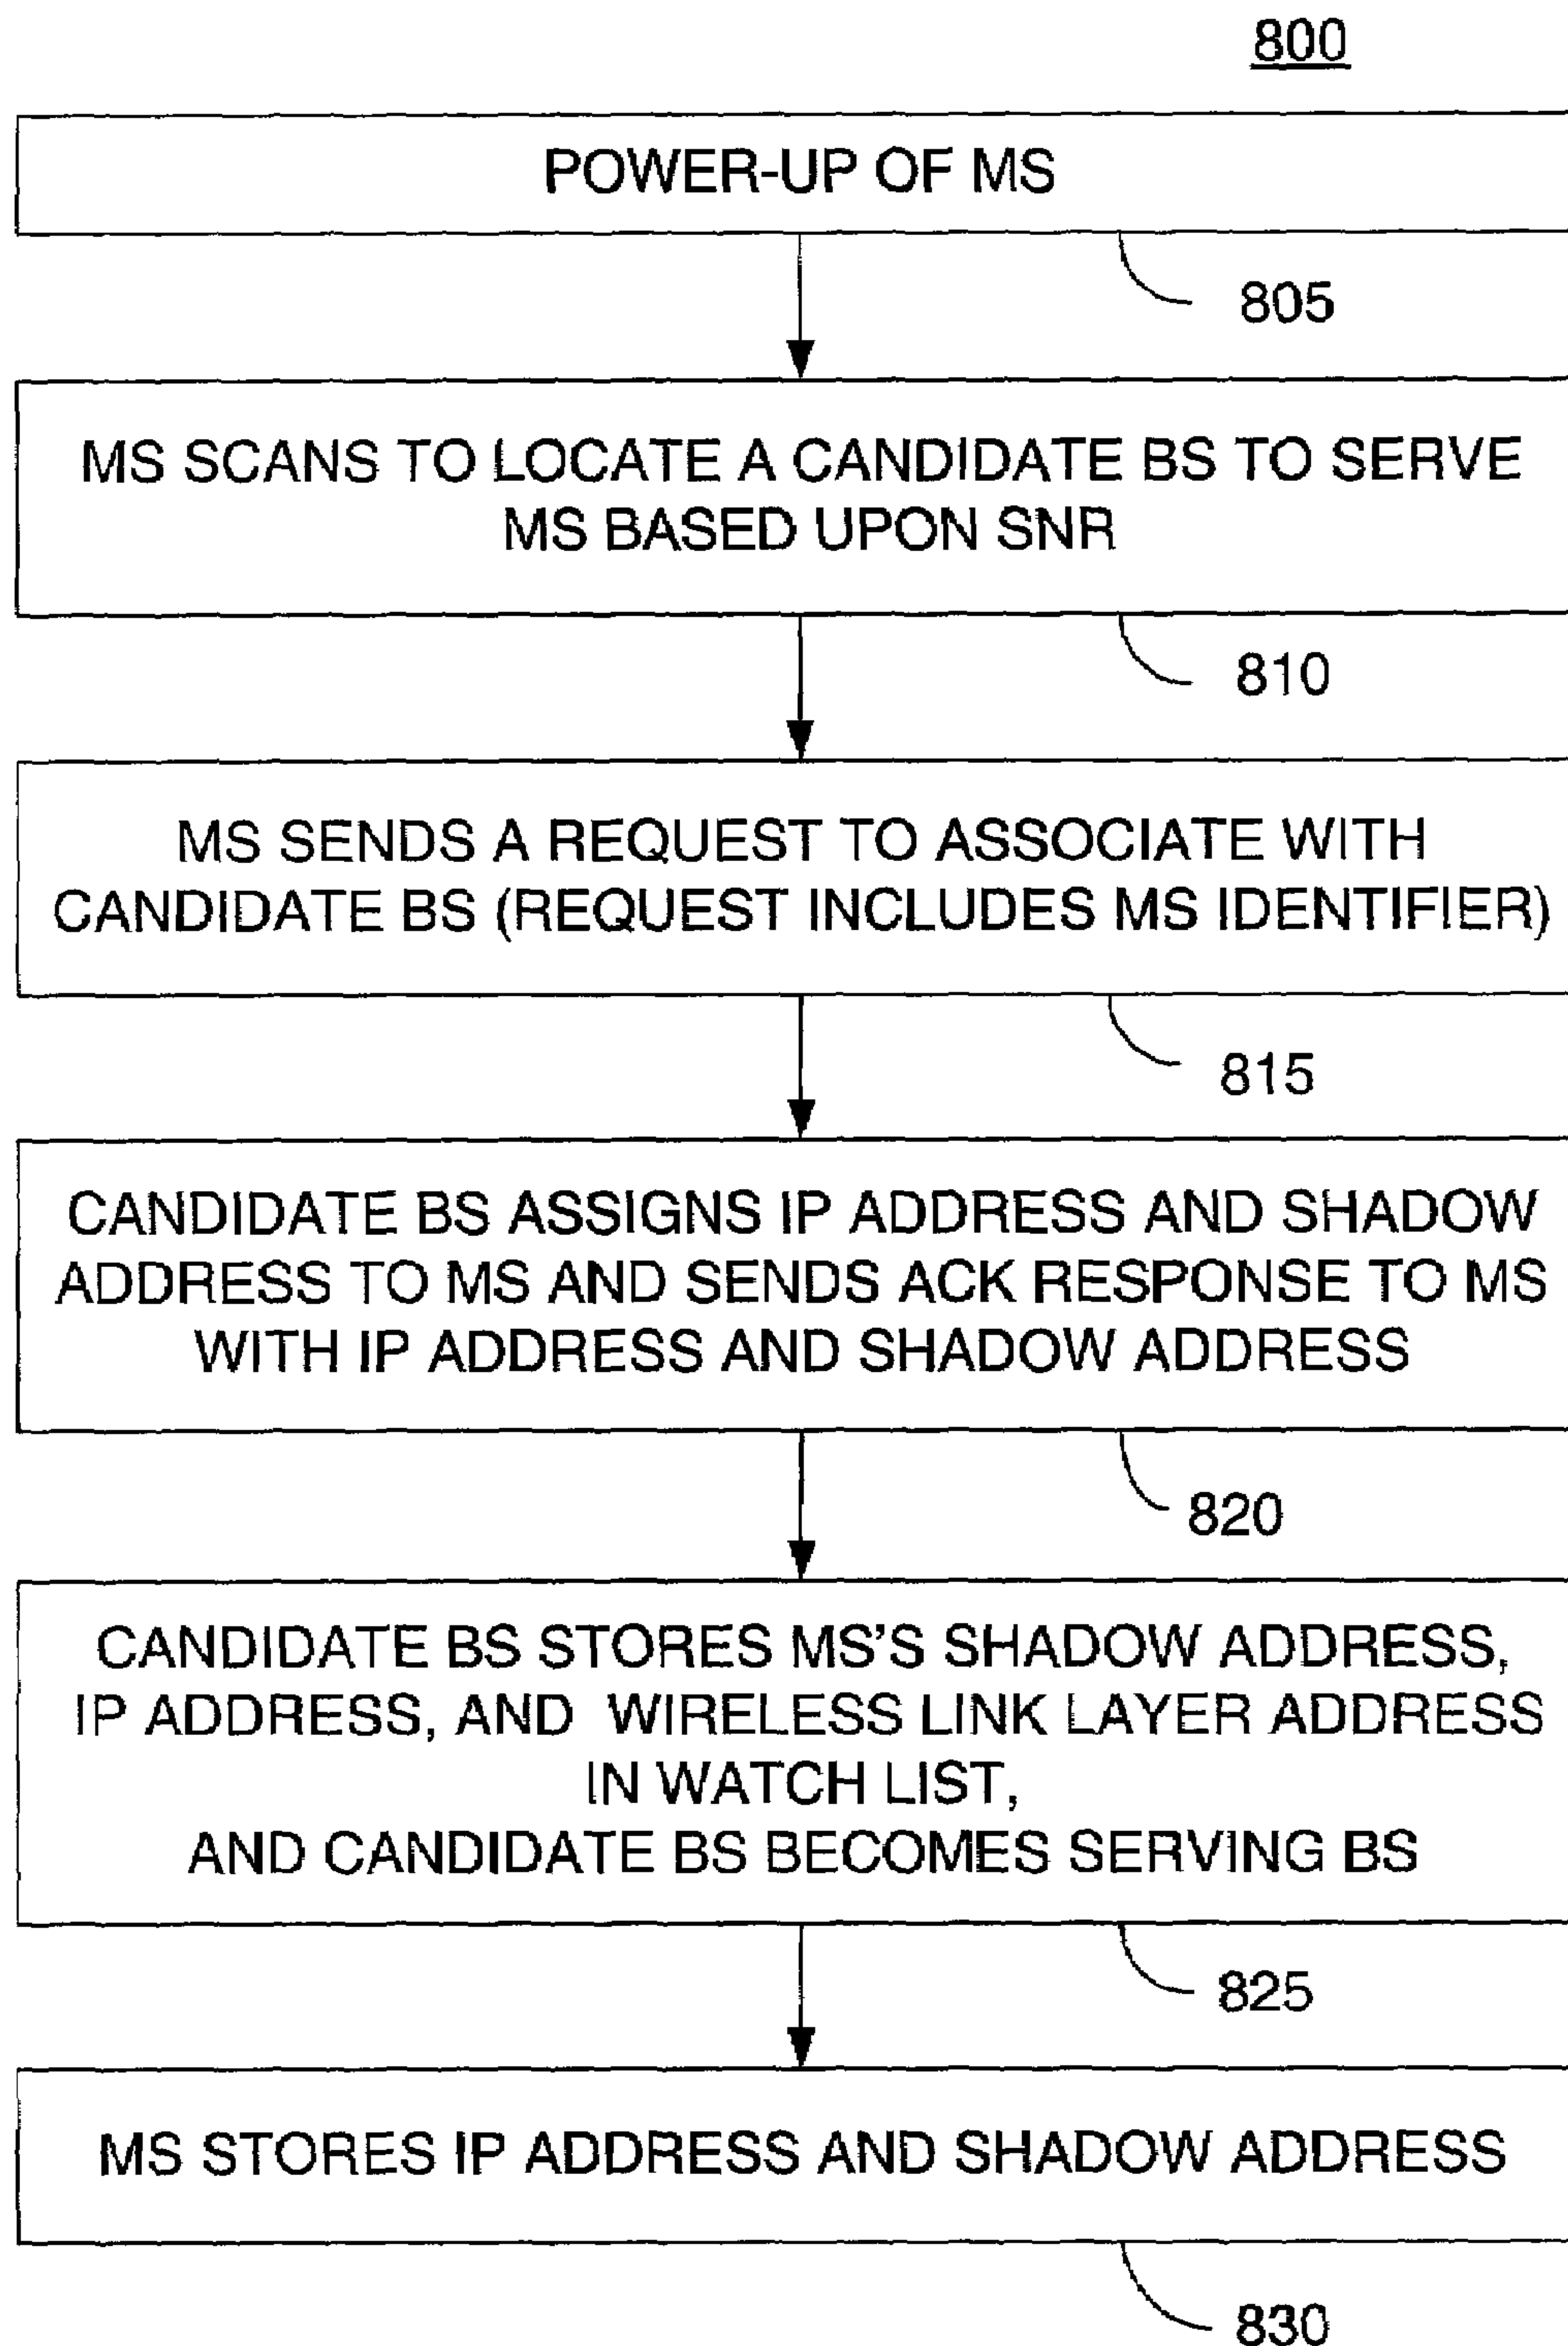 800
POWER-UP OF MS
805
MS SCANS TO LOCATE A CANDIDATE BS TO SERVE
MS BASED UPON SNR
810
MS SENDS A REQUEST TO ASSOCIATE WITH
CANDIDATE BS (REQUEST INCLUDES MS IDENTIFIER)
815
CANDIDATE BS ASSIGNS IP ADDRESS AND SHADOW
ADDRESS TO MS AND SENDS ACK RESPONSE TO MS
WITH IP ADDRESS AND SHADOW ADDRESS
820
CANDIDATE BS STORES MS'S SHADOW ADDRESS,
IP ADDRESS, AND WIRELESS LINK LAYER ADDRESS
IN WATCH LIST,
AND CANDIDATE BS BECOMES SERVING BS
825
MS STORES IP ADDRESS AND SHADOW ADDRESS
830